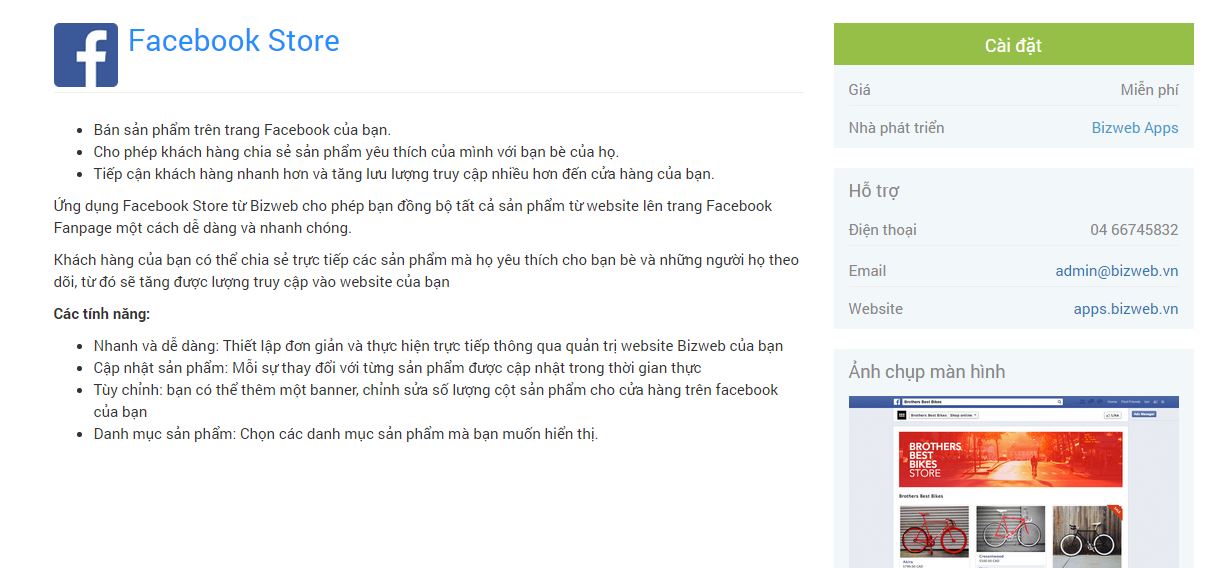 Facebook Store
Bán sản phẩm trên trang Facebook của bạn.
Cho phép khách hàng chia sẻ sản phẩm yêu thích của mình với bạn bè của họ.
Tiếp cận khách hàng nhanh hơn và tăng lưu lượng truy cập nhiều hơn đến cửa hàng của bạn.
Ứng dụng Facebook Store từ Bizweb cho phép bạn đồng bộ tất cả sản phẩm từ website lên trang Facebook
Fanpage một cách dễ dàng và nhanh chóng.
Khách hàng của bạn có thể chia sẻ trực tiếp các sản phẩm mà họ yêu thích cho bạn bè và những người họ theo
dõi, từ đó sẽ tăng được lượng truy cập vào website của bạn
Các tính năng:
Nhanh và dễ dàng: Thiết lập đơn giản và thực hiện trực tiếp thông qua quản trị website Bizweb của bạn
Cập nhật sản phẩm: Mỗi sự thay đổi với từng sản phẩm được cập nhật trong thời gian thực
Tùy chỉnh: bạn có thể thêm một banner, chỉnh sửa số lượng cột sản phẩm cho cửa hàng trên facebook
của bạn
Danh mục sản phẩm: Chọn các danh mục sản phẩm mà bạn muốn hiển thị.
Cài đặt
Giá Miễn phí
Nhà phát triển Bizweb Apps
Hỗ trợ
Điện thoại 04 66745832
Email admin@bizweb.vn
Website apps.bizweb.vn
Ảnh chụp màn hình
Brothers Best Bikes
Brothers Best Bikes Shop online Like
BROTHERS
BEST
BIKES
STORE
Brothers Best Bikes